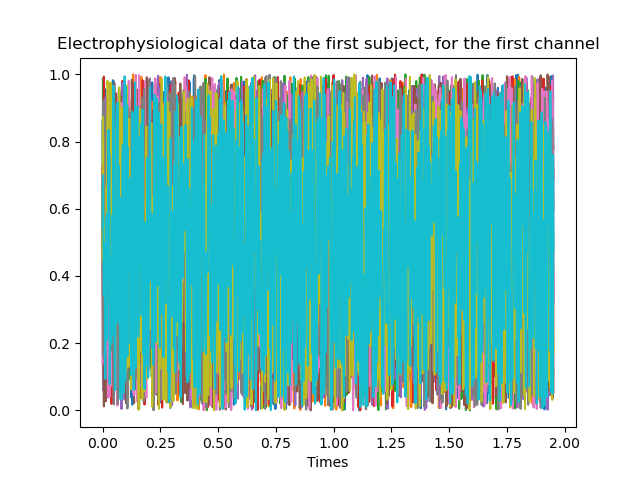 Electrophysiological data of the first subject, for the first channel
1.0
0.8
0.6
0.4
0.2
0.0
0.00 0.25 0.50 0.75 1.00 1.25 1.50 1.75 2.00
Times